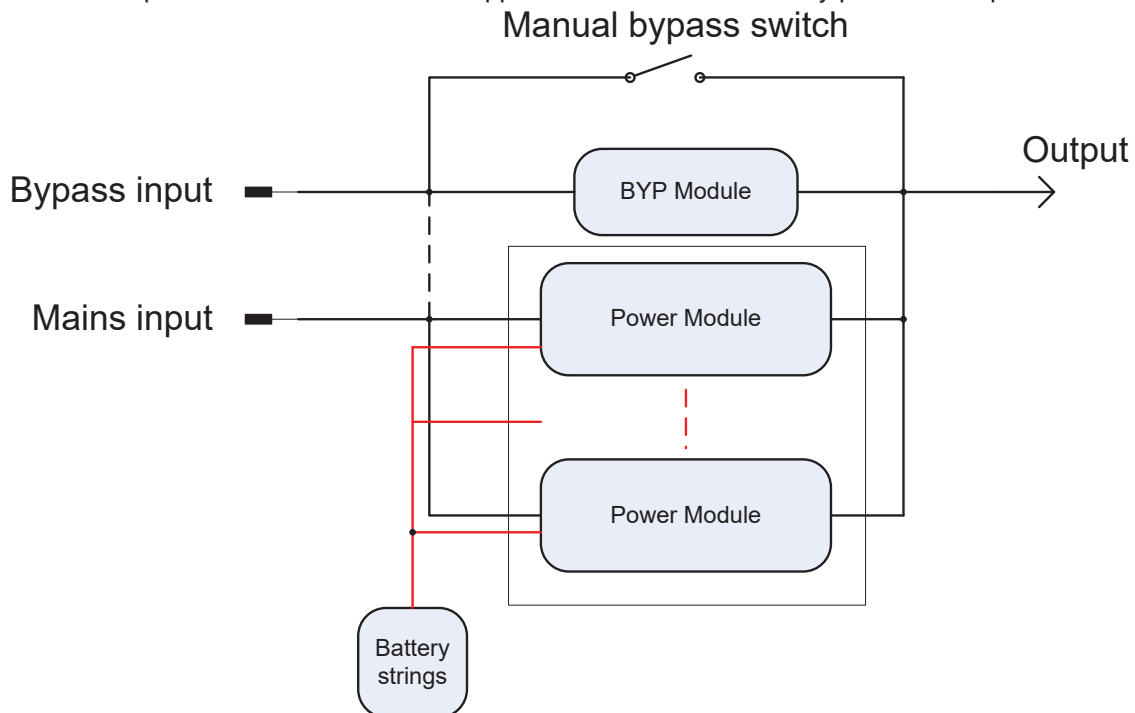 Manual bypass switch
Output
Bypass input
BYP Module
Mains input
Power Module
Power Module
Battery
strings